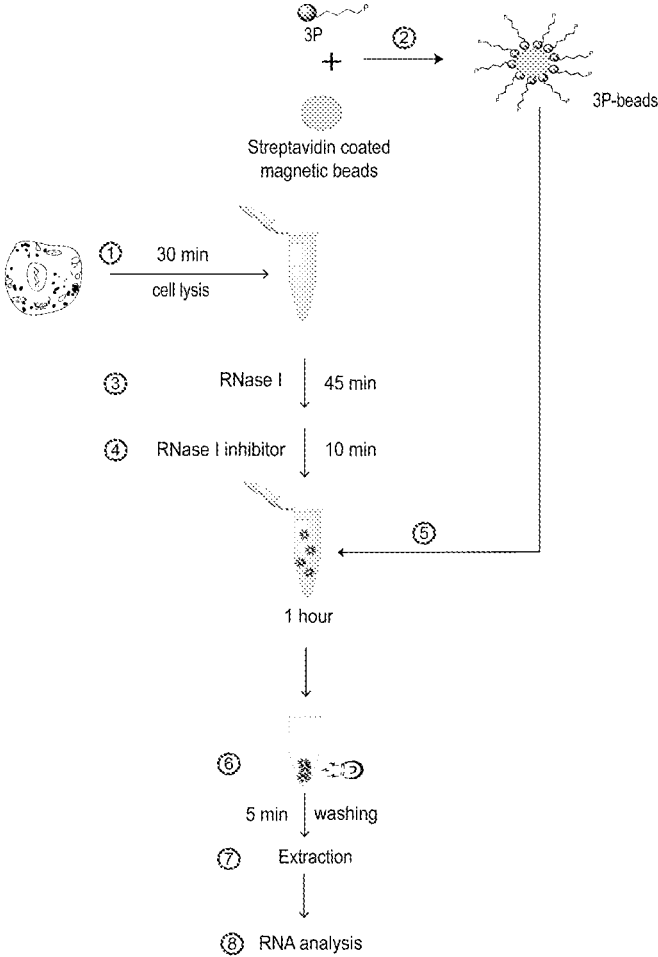 P
3P
+
②
3P-beads
Streptavidin coated
magnetic beads
① 30 min
cell lysis
③ RNase I 45 min
④ RNase I inhibitor 10 min
⑤
1 hour
⑥
5 min washing
⑦ Extraction
⑧ RNA analysis